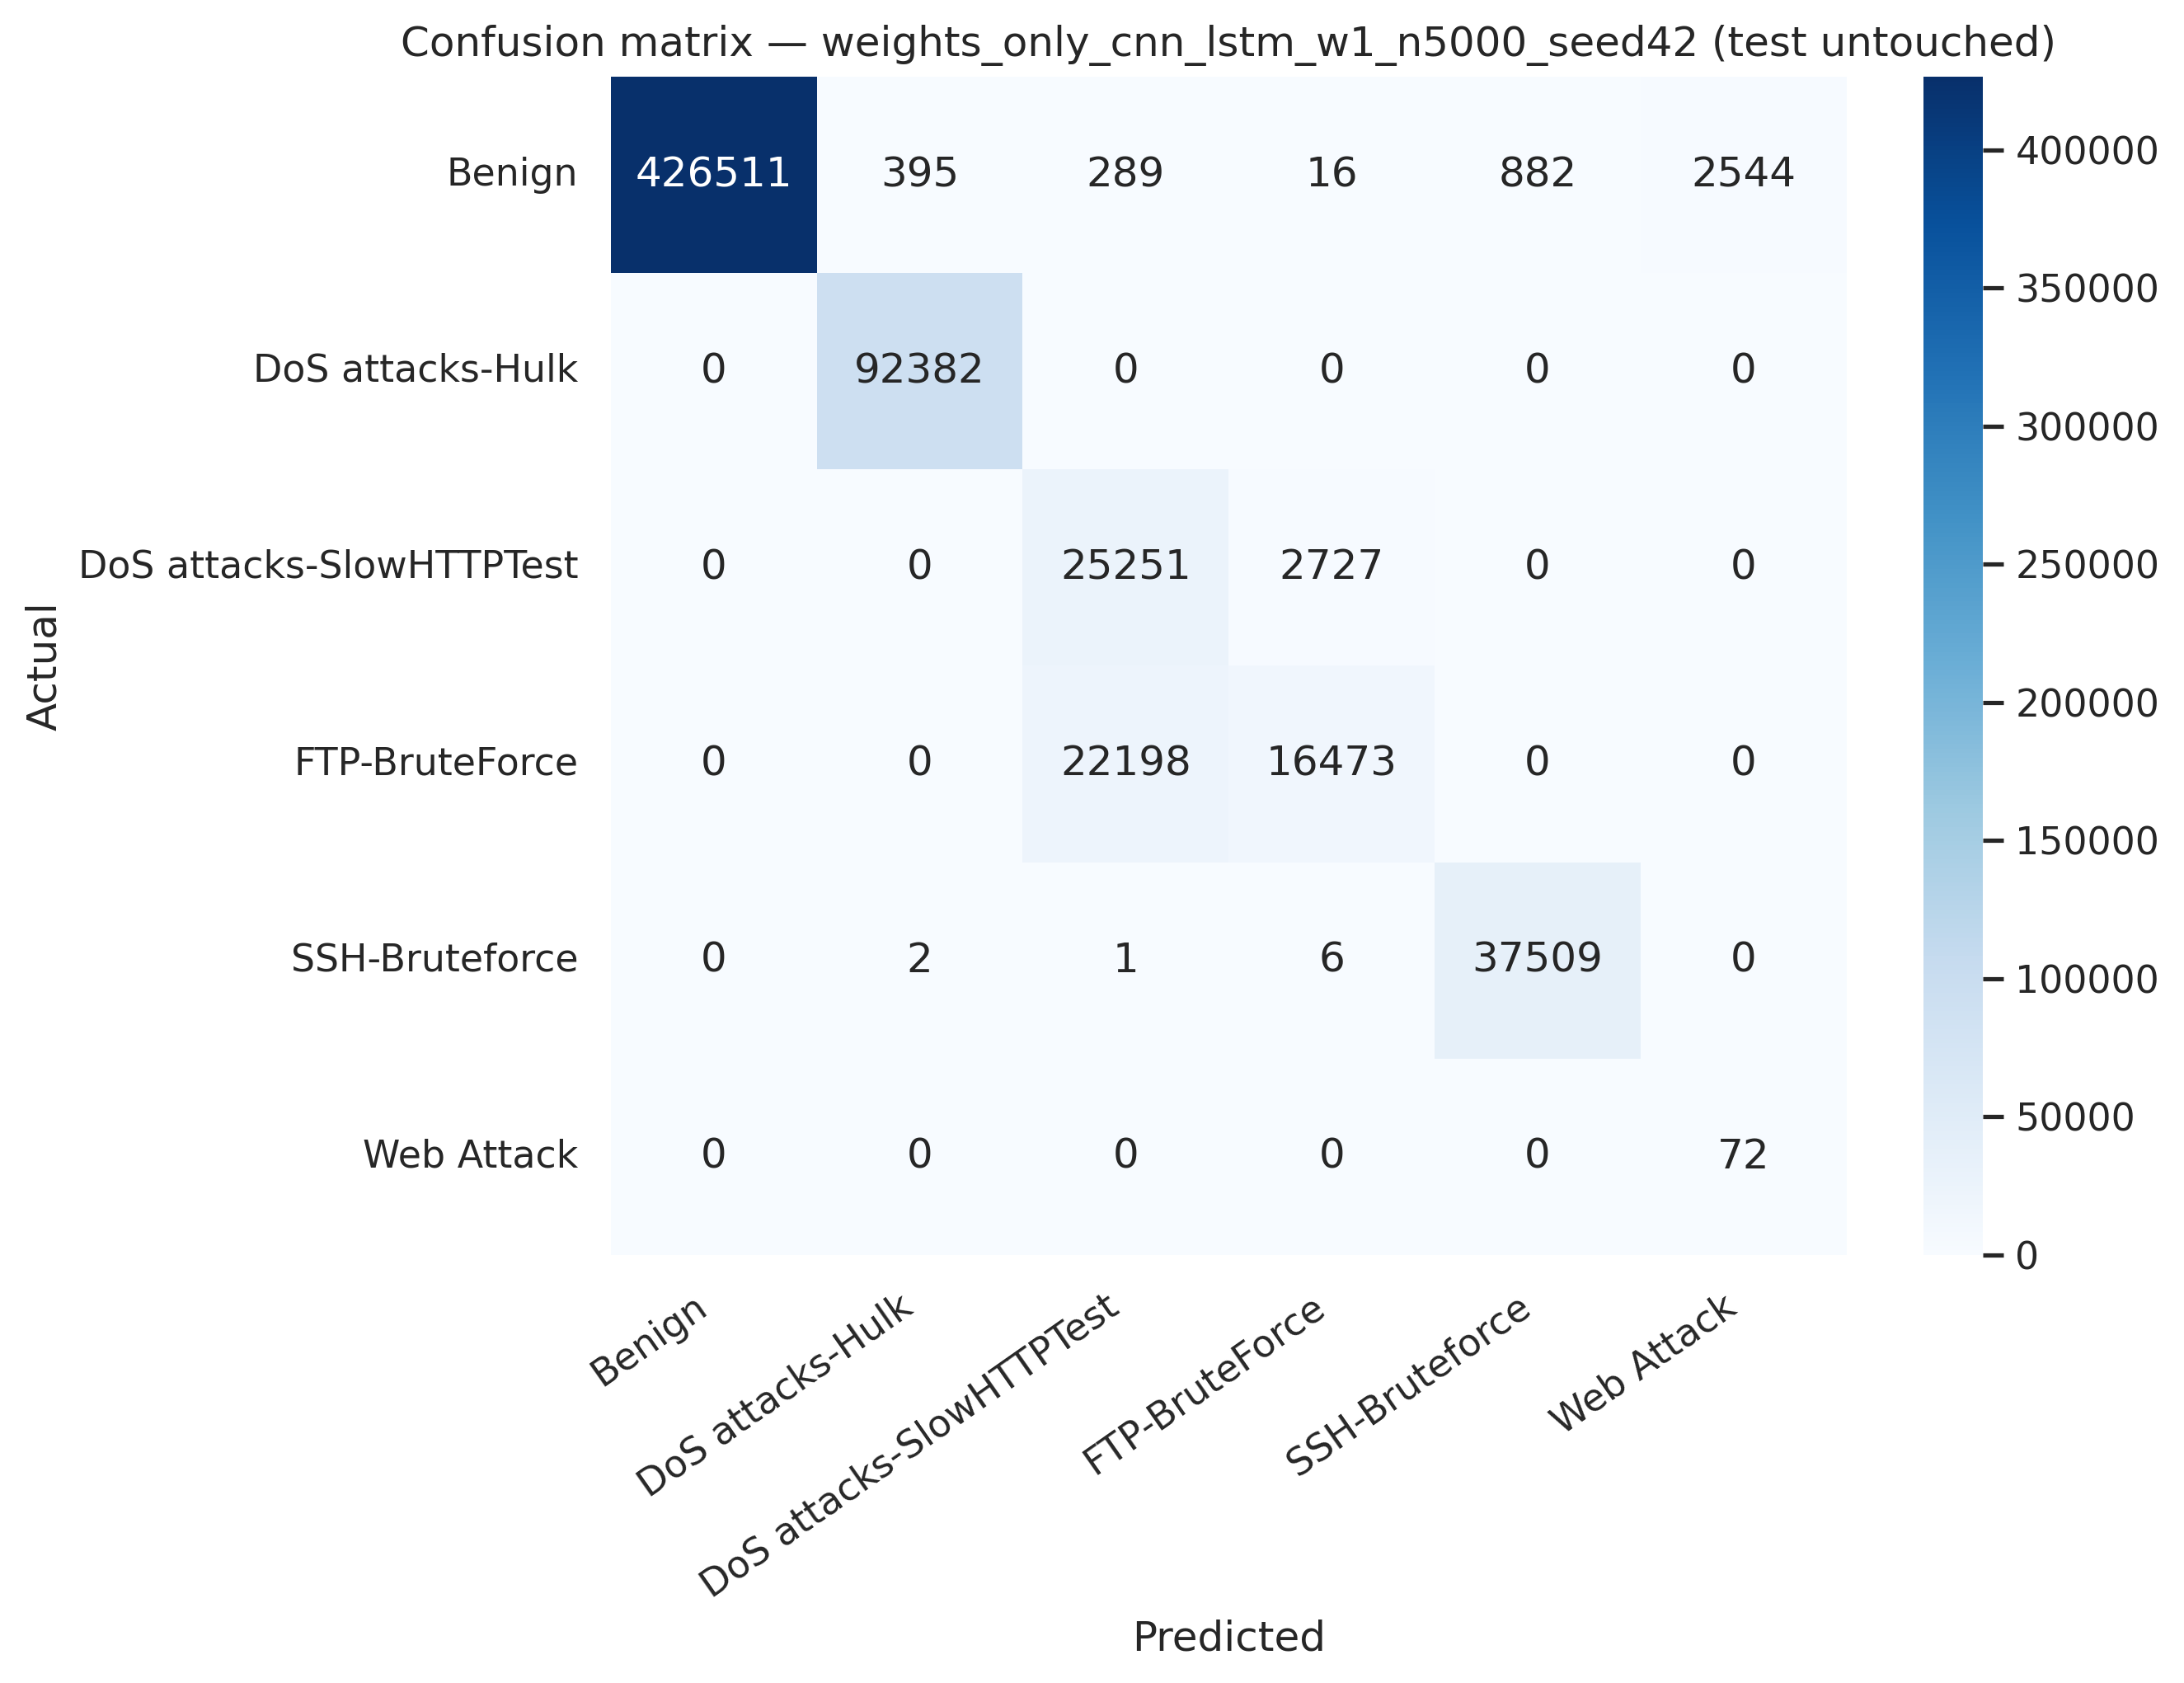 Confusion matrix — weights_only_cnn_lstm_w1_n5000_seed42 (test untouched)
Actual
Benign 426511 395 289 16 882 2544
DoS attacks-Hulk 0 92382 0 0 0 0
DoS attacks-SlowHTTPTest 0 0 25251 2727 0 0
FTP-BruteForce 0 0 22198 16473 0 0
SSH-Bruteforce 0 2 1 6 37509 0
Web Attack 0 0 0 0 0 72
Benign
DoS attacks-Hulk
DoS attacks-SlowHTTPTest
FTP-BruteForce
SSH-Bruteforce
Web Attack
Predicted
400000
350000
300000
250000
200000
150000
100000
50000
0